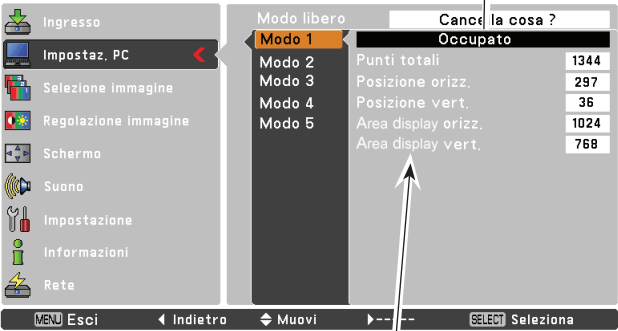 Ingresso
Impostaz. PC
Selezione immagine
Regolazione immagine
Schermo
Suono
Impostazione
Informazioni
Rete
Modo libero
Cancella cosa ?
Modo 1
Modo 2
Modo 3
Modo 4
Modo 5
Occupato
Punti totali 1344
Posizione orizz. 297
Posizione vert. 36
Area display orizz. 1024
Area display vert. 768
MENU Esci Indietro Muovi ----- SELECT Seleziona